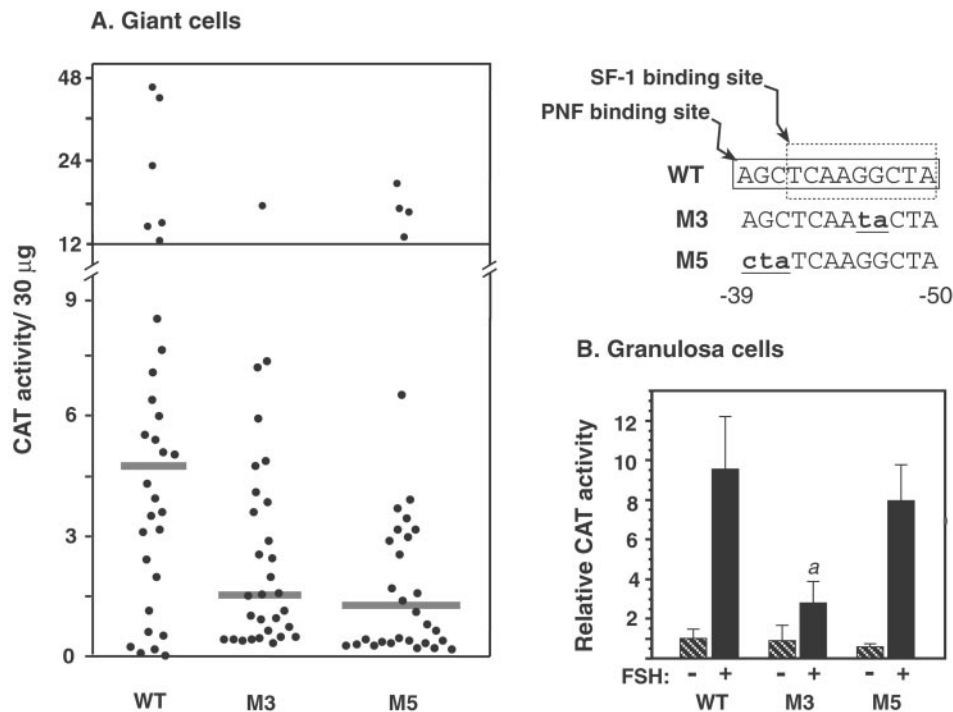 A. Giant cells
CAT activity/ 30 µg
48
24
12
9
6
3
0
WT
M3
M5
SF-1 binding site
PNF binding site
WT AGCTCAAGGCTA
M3 AGCTCAAtaCTA
M5 ctaTCAAGGCTA
-39 -50
B. Granulosa cells
Relative CAT activity
12
10
8
6
4
2
a
FSH: - + - + - +
WT M3 M5